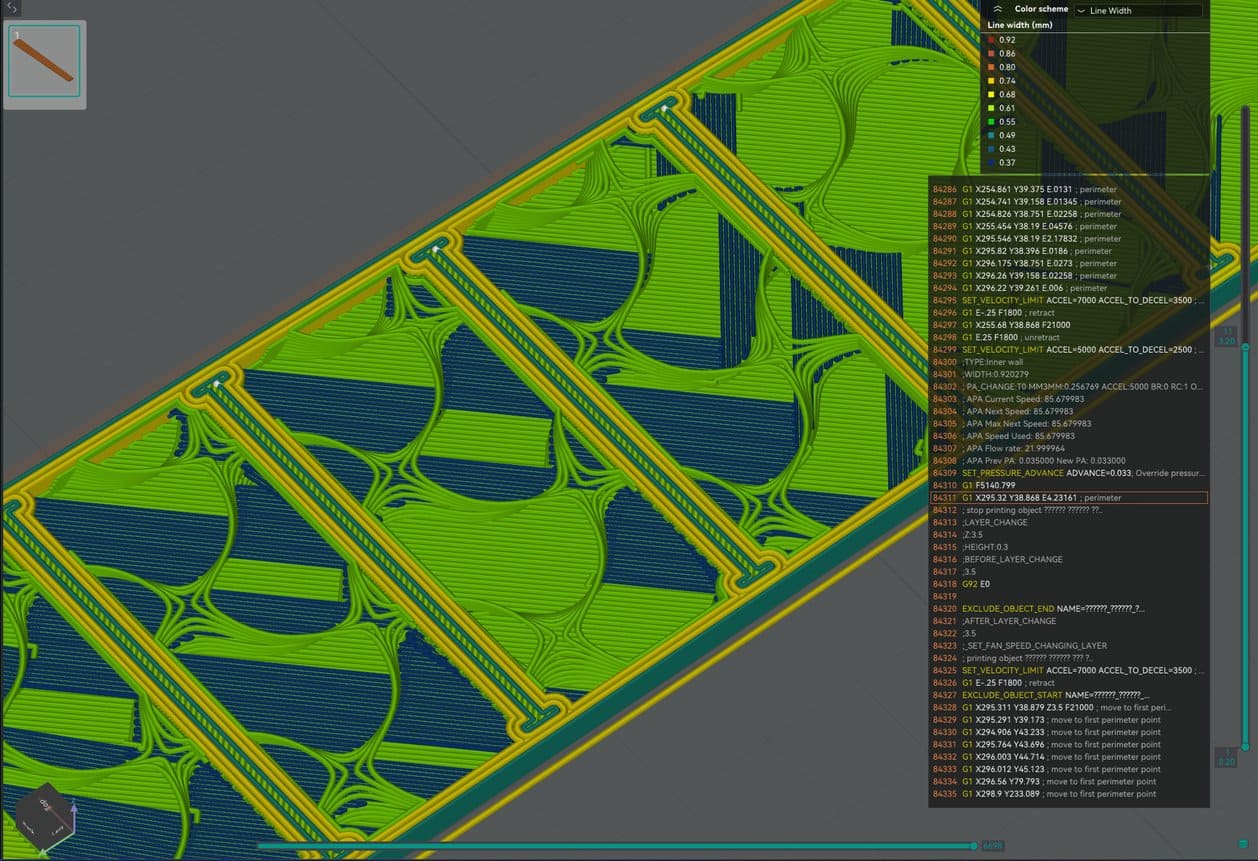 1
Color scheme
Line Width
Line width (mm)
0.92
0.86
0.80
0.74
0.68
0.61
0.55
0.49
0.43
0.37
84286 G1 X254.861 Y39.375 E.0131 ; perimeter
84287 G1 X254.741 Y39.158 E.01345 ; perimeter
84288 G1 X254.826 Y38.751 E.02258 ; perimeter
84289 G1 X255.454 Y38.19 E.04576 ; perimeter
84290 G1 X295.546 Y38.19 E2.17832 ; perimeter
84291 G1 X295.82 Y38.396 E.0186 ; perimeter
84292 G1 X296.175 Y38.751 E.0273 ; perimeter
84293 G1 X296.26 Y39.158 E.02258 ; perimeter
84294 G1 X296.22 Y39.261 E.006 ; perimeter
84295 SET_VELOCITY_LIMIT ACCEL=7000 ACCEL_TO_DECEL=3500 ; ...
84296 G1 E-.25 F1800 ; retract
84297 G1 X255.68 Y38.868 F21000
84298 G1 E.25 F1800 ; unretract
84299 SET_VELOCITY_LIMIT ACCEL=5000 ACCEL_TO_DECEL=2500 ; ...
84300 ;TYPE:Inner wall
84301 ;WIDTH:0.920279
84302 ; PA_CHANGE:T0 MM3MM:0.256769 ACCEL:5000 BR:0 RC:1 O...
84303 ; APA Current Speed: 85.679983
84304 ; APA Next Speed: 85.679983
84305 ; APA Max Next Speed: 85.679983
84306 ; APA Speed Used: 85.679983
84307 ; APA Flow rate: 21.999964
84308 ; APA Prev PA: 0.035000 New PA: 0.033000
84309 SET_PRESSURE_ADVANCE ADVANCE=0.033; Override pressur...
84310 G1 F5140.799
84311 G1 X295.32 Y38.868 E4.23161 ; perimeter
84312 ; stop printing object ?????? ?????? ??..
84313 ;LAYER_CHANGE
84314 ;Z:3.5
84315 ;HEIGHT:0.3
84316 ;BEFORE_LAYER_CHANGE
84317 ;3.5
84318 G92 E0
84319
84320 EXCLUDE_OBJECT_END NAME=??????_??????_?...
84321 ;AFTER_LAYER_CHANGE
84322 ;3.5
84323 ;_SET_FAN_SPEED_CHANGING_LAYER
84324 ; printing object ?????? ?????? ??? ?..
84325 SET_VELOCITY_LIMIT ACCEL=7000 ACCEL_TO_DECEL=3500 ; ...
84326 G1 E-.25 F1800 ; retract
84327 EXCLUDE_OBJECT_START NAME=??????_??????_...
84328 G1 X295.311 Y38.879 Z3.5 F21000 ; move to first peri...
84329 G1 X295.291 Y39.173 ; move to first perimeter point
84330 G1 X294.906 Y43.233 ; move to first perimeter point
84331 G1 X295.764 Y43.696 ; move to first perimeter point
84332 G1 X296.003 Y44.714 ; move to first perimeter point
84333 G1 X296.012 Y45.123 ; move to first perimeter point
84334 G1 X296.56 Y79.793 ; move to first perimeter point
84335 G1 X298.9 Y233.089 ; move to first perimeter point
11
3.20
1
0.20
6698
Top
Left